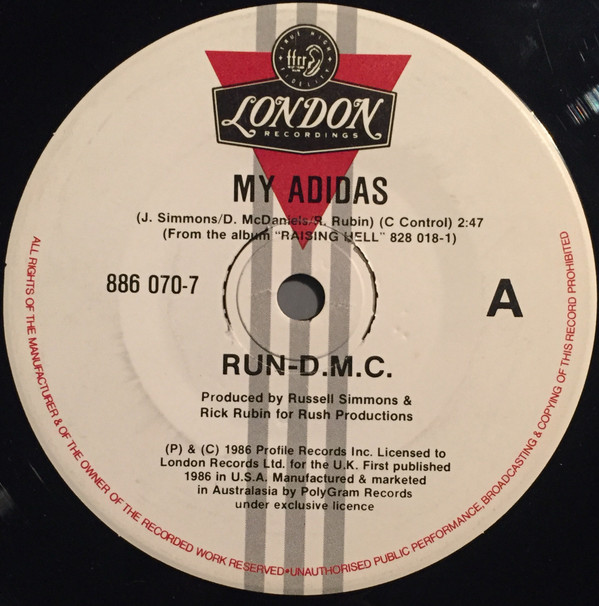 TRUE HIGH FIDELITY
ffrr
LONDON
RECORDINGS
MY ADIDAS
(J. Simmons/D. McDaniels/R. Rubin) (C Control) 2:47
(From the album "RAISING HELL" 828 018-1)
886 070-7
A
RUN-D.M.C.
Produced by Russell Simmons &
Rick Rubin for Rush Productions
(P) & (C) 1986 Profile Records Inc. Licensed to
London Records Ltd. for the U.K. First published
1986 in U.S.A. Manufactured & marketed
in Australasia by PolyGram Records
under exclusive licence
ALL RIGHTS OF THE MANUFACTURER & OF THE OWNER OF THE RECORDED WORK RESERVED•UNAUTHORISED PUBLIC PERFORMANCE, BROADCASTING & COPYING OF THIS RECORD PROHIBITED